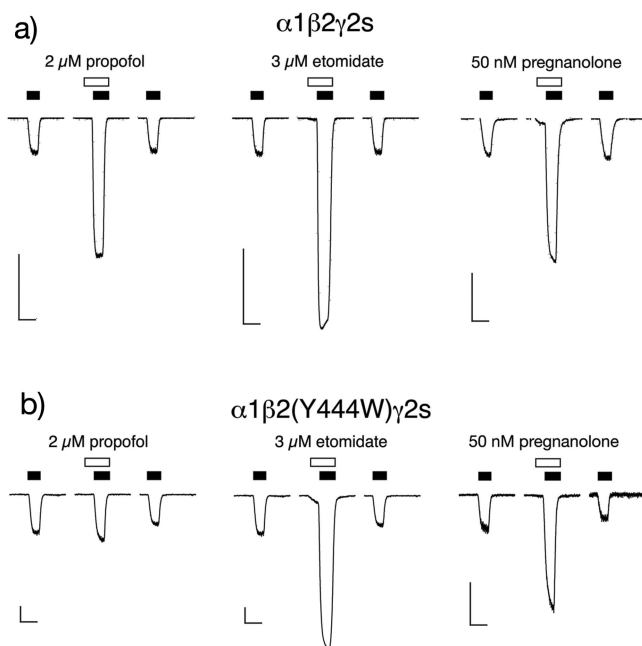 a)
α1β2γ2s
2 µM propofol
3 µM etomidate
50 nM pregnanolone
b)
α1β2(Y444W)γ2s
2 µM propofol
3 µM etomidate
50 nM pregnanolone